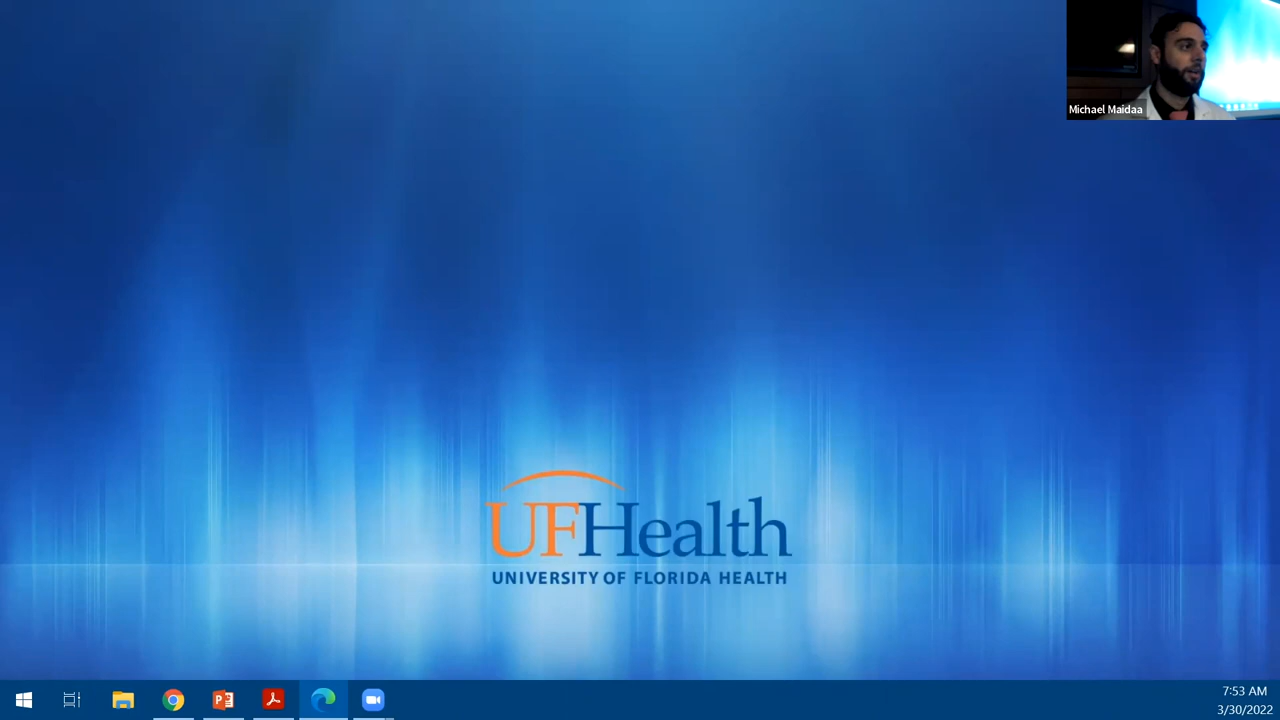 Michael Maidaa
UFHealth
UNIVERSITY OF FLORIDA HEALTH
7:53 AM
3/30/2022